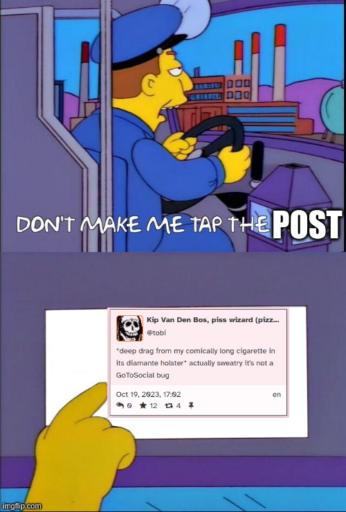 DON'T MAKE ME TAP THE POST
Kip Van Den Bos, piss wizard (pizz...
@tobi
*deep drag from my comically long cigarette in
its diamante holster* actually sweatry it's not a
GoToSocial bug
Oct 19, 2023, 17:02 en
0 12 4
imgflip.com